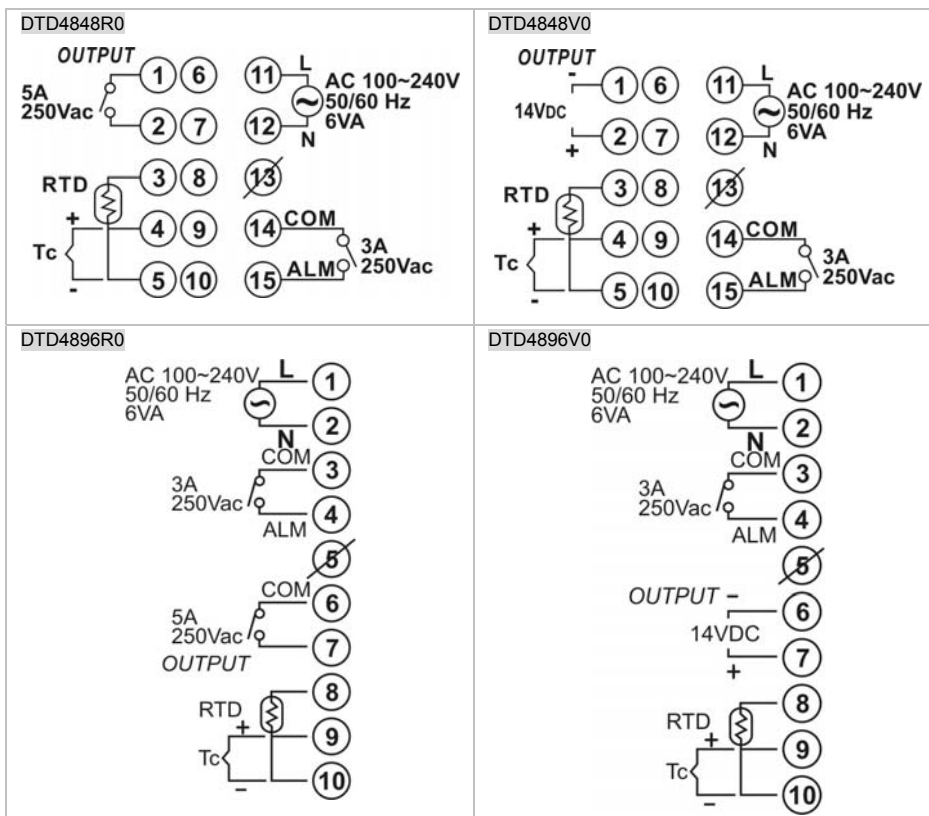 DTD4848R0
OUTPUT
5A
250Vac
1 6
2 7
3 8
4 9
5 10
RTD
+
Tc
-
11
12
13
14
15
L
AC 100~240V
50/60 Hz
6VA
N
COM
3A
250Vac
ALM
DTD4848V0
OUTPUT
-
14VDC
+
1 6
2 7
3 8
4 9
5 10
RTD
+
Tc
-
11
12
13
14
15
L
AC 100~240V
50/60 Hz
6VA
N
COM
3A
250Vac
ALM
DTD4896R0
AC 100~240V
50/60 Hz
6VA
L
1
2
N
COM
3
3A
250Vac
4
ALM
5
COM
6
5A
250Vac
7
OUTPUT
8
RTD
+
9
Tc
-
10
DTD4896V0
AC 100~240V
50/60 Hz
6VA
L
1
2
N
COM
3
3A
250Vac
4
ALM
5
OUTPUT -
6
14VDC
7
+
8
RTD
+
9
Tc
-
10